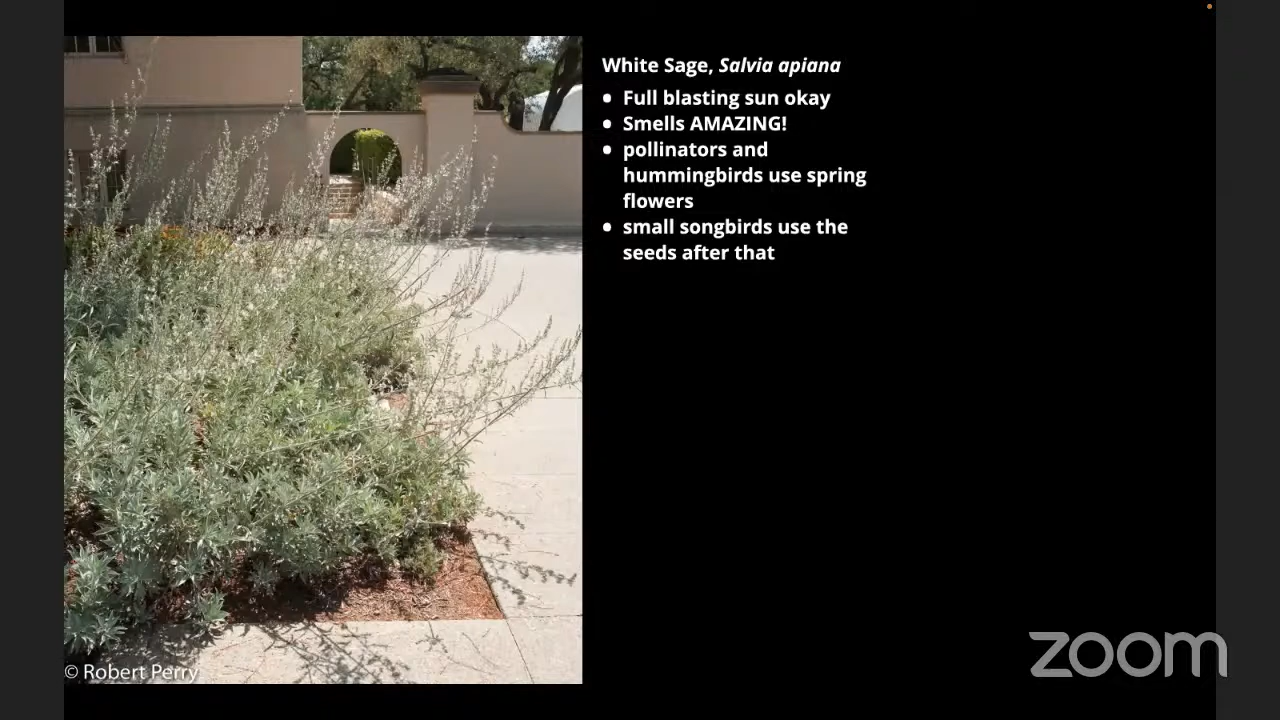 White Sage, Salvia apiana
• Full blasting sun okay
• Smells AMAZING!
• pollinators and
hummingbirds use spring
flowers
• small songbirds use the
seeds after that
© Robert Perry
zoom